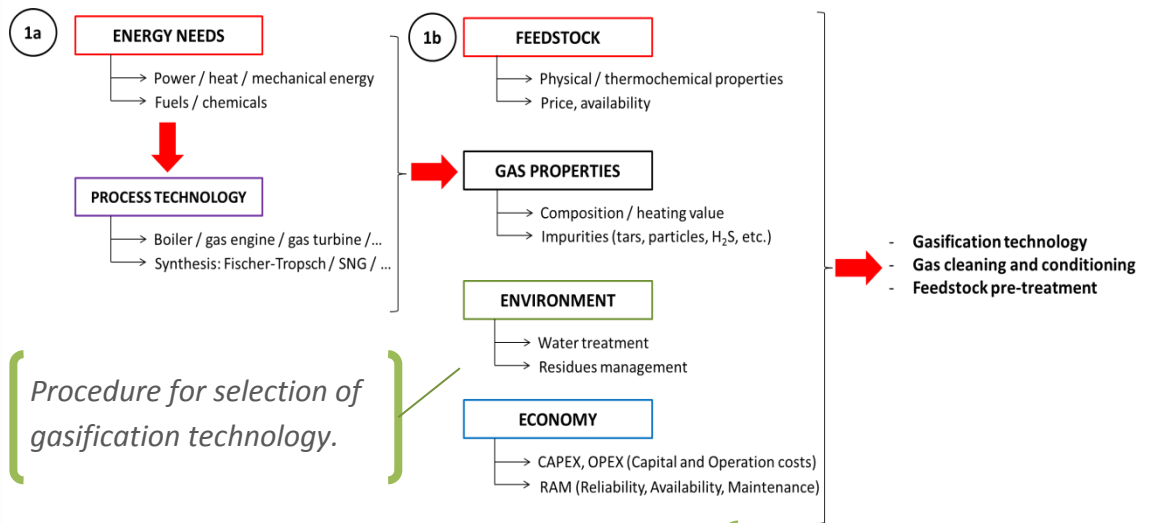 1a
ENERGY NEEDS
Power / heat / mechanical energy
Fuels / chemicals
PROCESS TECHNOLOGY
Boiler / gas engine / gas turbine /...
Synthesis: Fischer-Tropsch / SNG / ...
Procedure for selection of
gasification technology.
1b
FEEDSTOCK
Physical / thermochemical properties
Price, availability
GAS PROPERTIES
Composition / heating value
Impurities (tars, particles, H₂S, etc.)
ENVIRONMENT
Water treatment
Residues management
ECONOMY
CAPEX, OPEX (Capital and Operation costs)
RAM (Reliability, Availability, Maintenance)
- Gasification technology
- Gas cleaning and conditioning
- Feedstock pre-treatment